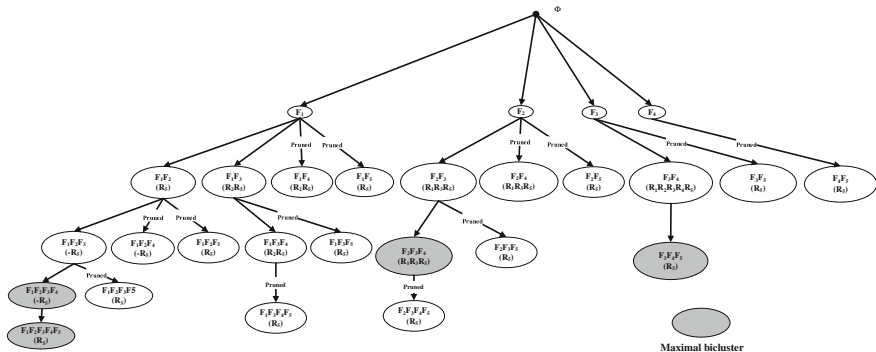 Φ
F₁ F₂ F₃ F₄
Pruned Pruned Pruned Pruned Pruned Pruned
F₁F₂ F₁F₃ F₁F₄ F₁F₅ F₂F₃ F₂F₄ F₂F₅ F₃F₄ F₃F₅ F₄F₅
(R₅) (R₂R₅) (R₂R₅) (R₅) (R₁R₃R₅) (R₁R₃R₅) (R₅) (R₁R₂R₃R₄R₅) (R₅) (R₅)
Pruned Pruned Pruned Pruned
F₁F₂F₃ F₁F₂F₄ F₁F₂F₅ F₁F₃F₄ F₁F₃F₅ F₂F₃F₄ F₂F₃F₅ F₃F₄F₅
(-R₅) (-R₅) (R₅) (R₂R₅) (R₅) (R₁R₃R₅) (R₅) (R₅)
Pruned Pruned Pruned
F₁F₂F₃F₄ F₁F₂F₃F5 F₁F₃F₄F₅ F₂F₃F₄F₅
(-R₅) (R₅) (R₅) (R₅)
F₁F₂F₃F₄F₅
(R₅)
Maximal bicluster